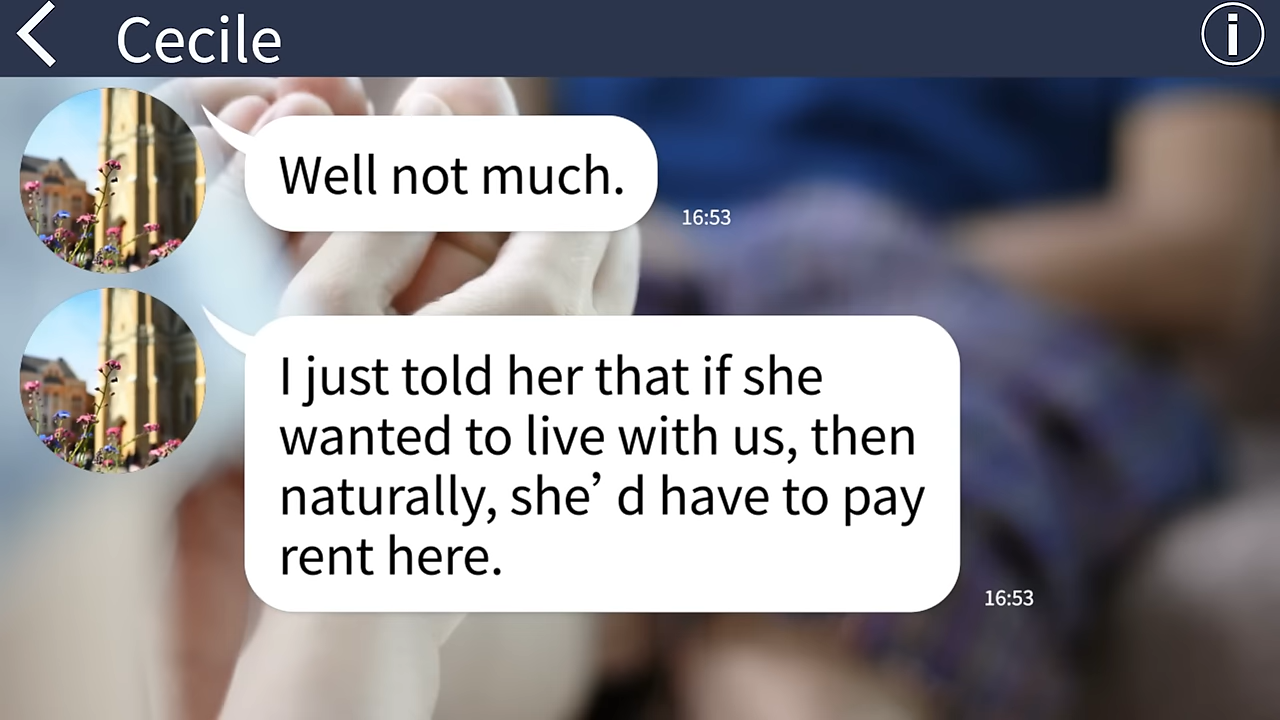 Cecile
Well not much.
16:53
I just told her that if she
wanted to live with us, then
naturally, she’ d have to pay
rent here.
16:53